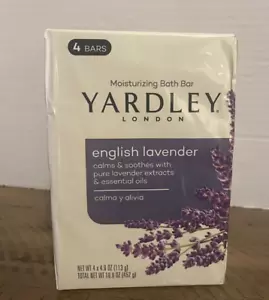 4 BARS
Moisturizing Bath Bar
YARDLEY
LONDON
english lavender
calms & soothes with
pure lavender extracts
& essential oils
calma y alivia
NET WT 4 x 4.0 oz (113 g)
TOTAL NET WT 16.0 oz (452 g)